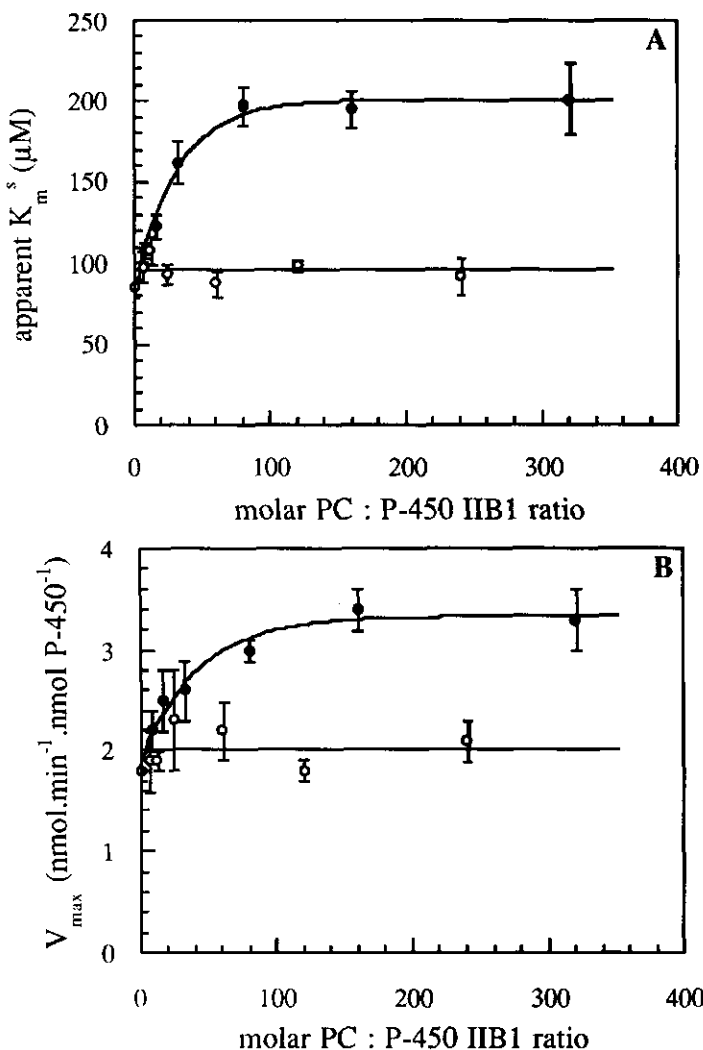 A
250
200
150
100
50
0
apparent K_m^s (μM)
0 100 200 300 400
molar PC : P-450 IIB1 ratio
B
4
3
2
1
0
V_max (nmol.min^-1.nmol P-450^-1)
0 100 200 300 400
molar PC : P-450 IIB1 ratio